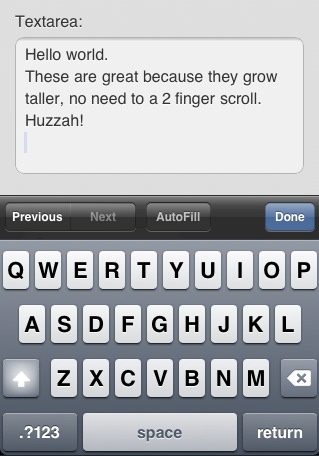 Textarea:
Hello world.
These are great because they grow
taller, no need to a 2 finger scroll.
Huzzah!
Previous Next AutoFill Done
Q W E R T Y U I O P
A S D F G H J K L
Z X C V B N M
.?123 space return